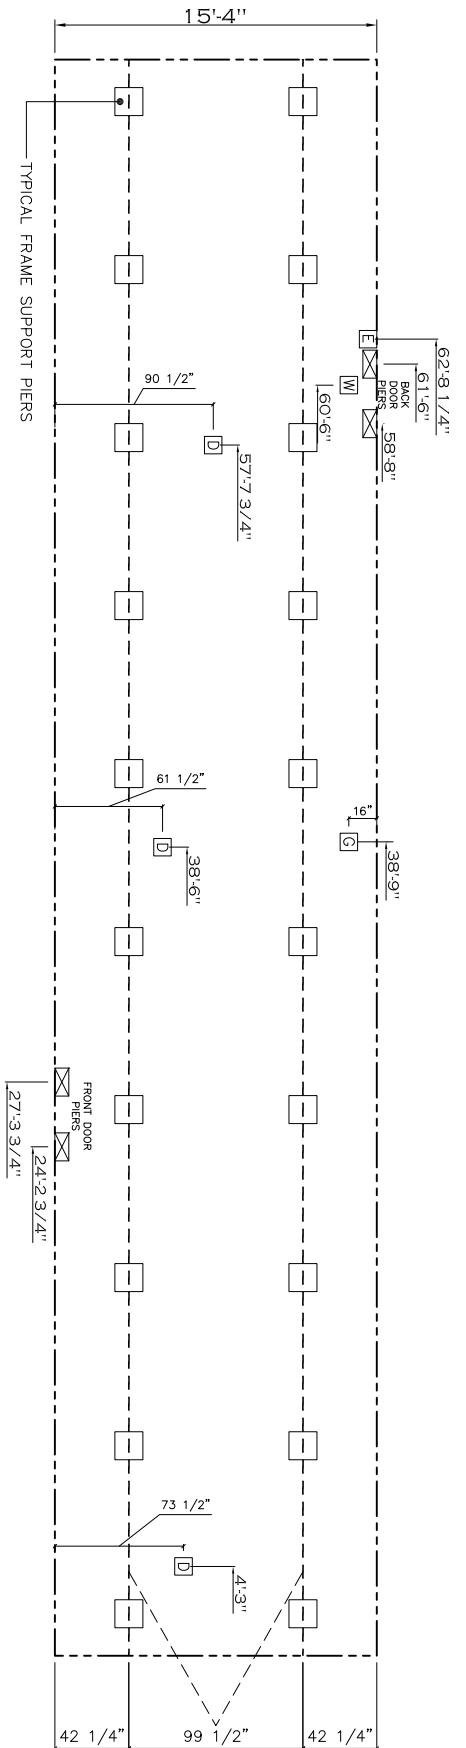 15'-4"
TYPICAL FRAME SUPPORT PIERS
E
62'-8 1/4"
61'-6"
BACK
DOOR
PIERS
W
60'-6"
58'-8"
90 1/2"
D
57'-7 3/4"
61 1/2"
D
38'-6"
16"
G
38'-9"
FRONT DOOR
PIERS
27'-3 3/4"
24'-2 3/4"
73 1/2"
D
4'-3"
42 1/4"
99 1/2"
42 1/4"